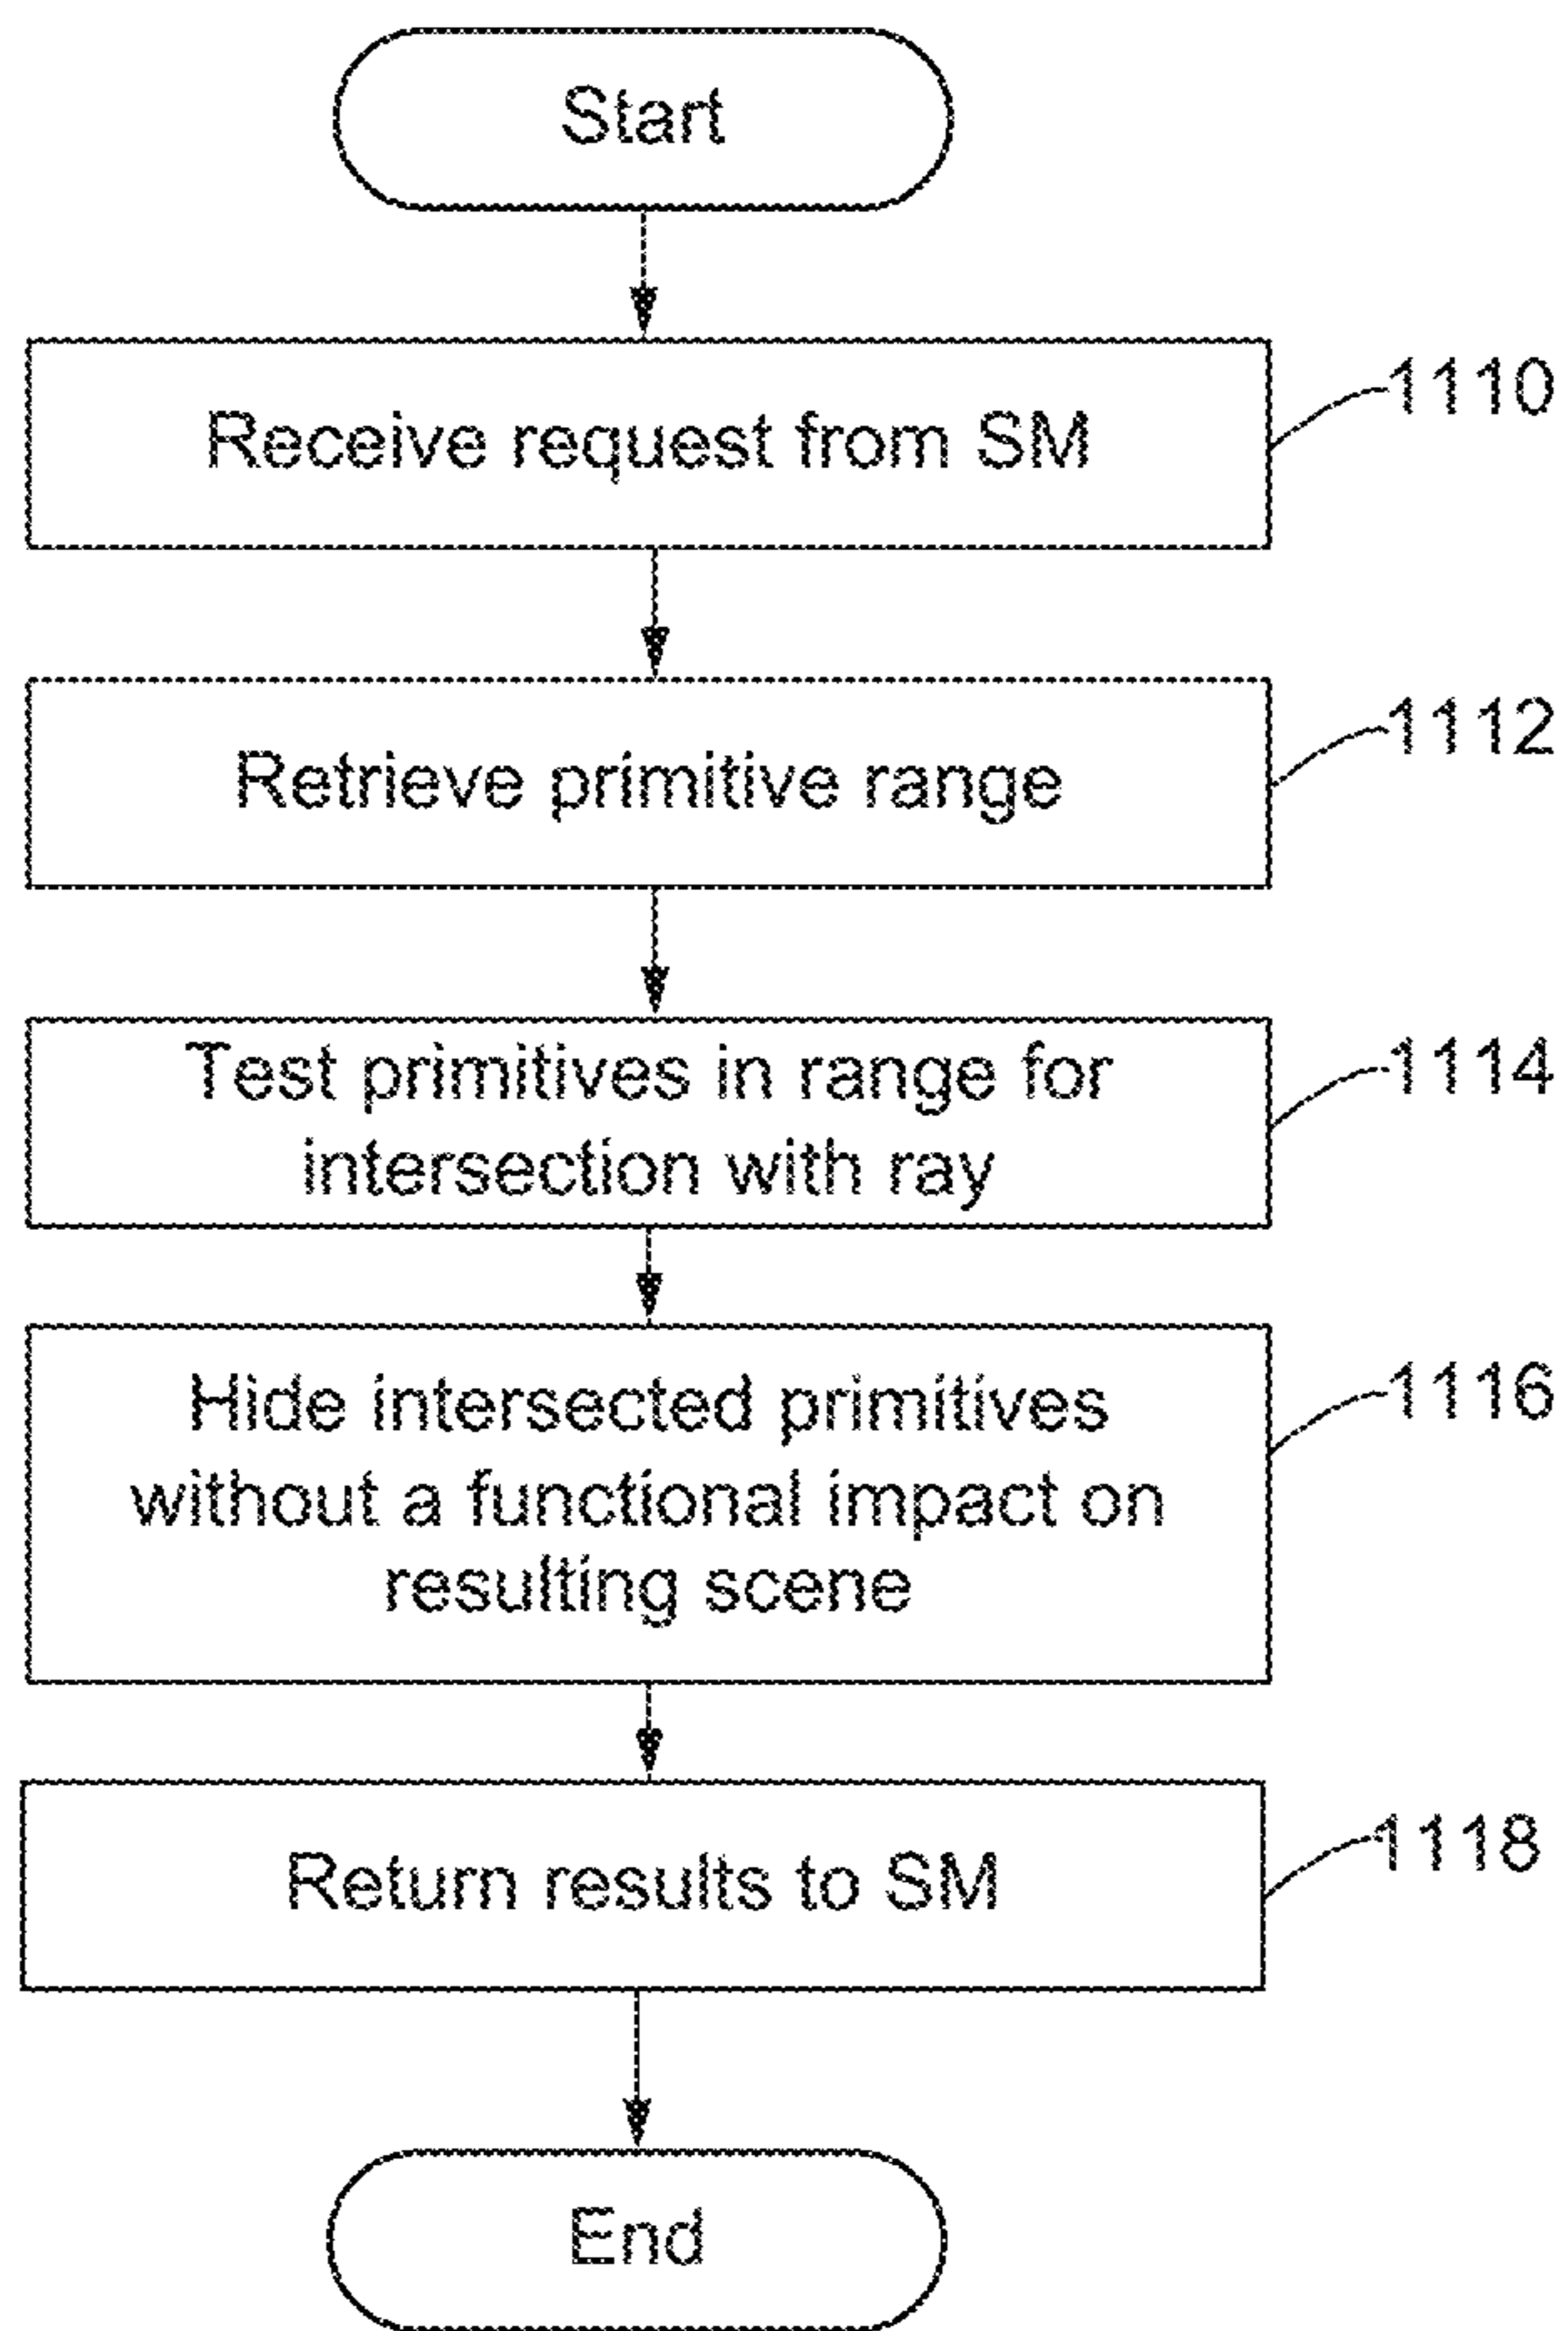 Start
Receive request from SM
1110
Retrieve primitive range
1112
Test primitives in range for
intersection with ray
1114
Hide intersected primitives
without a functional impact on
resulting scene
1116
Return results to SM
1118
End